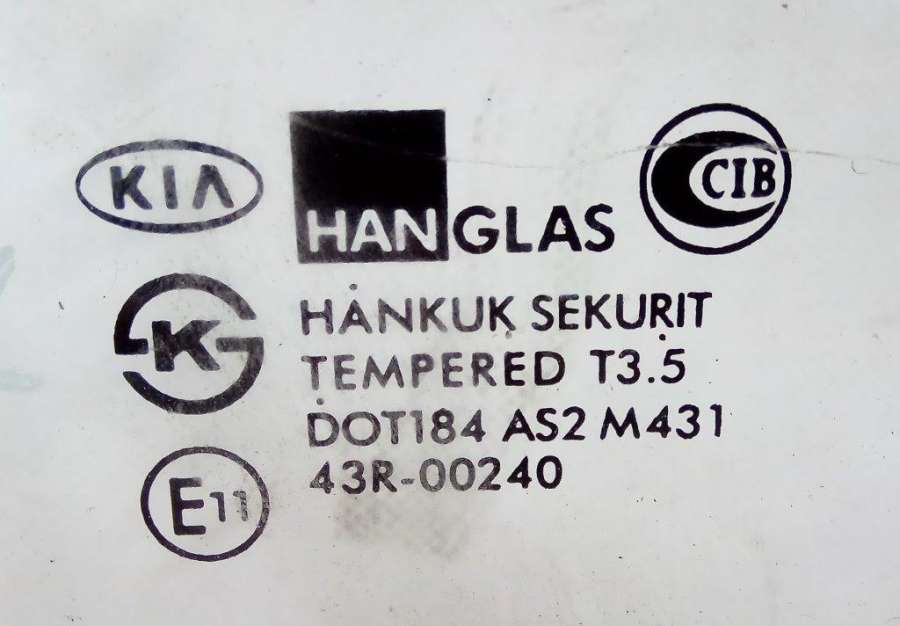 KIA
HANGLAS
CIB
K
HANKUK SEKURIT
TEMPERED T3.5
DOT184 AS2 M431
43R-00240
E11